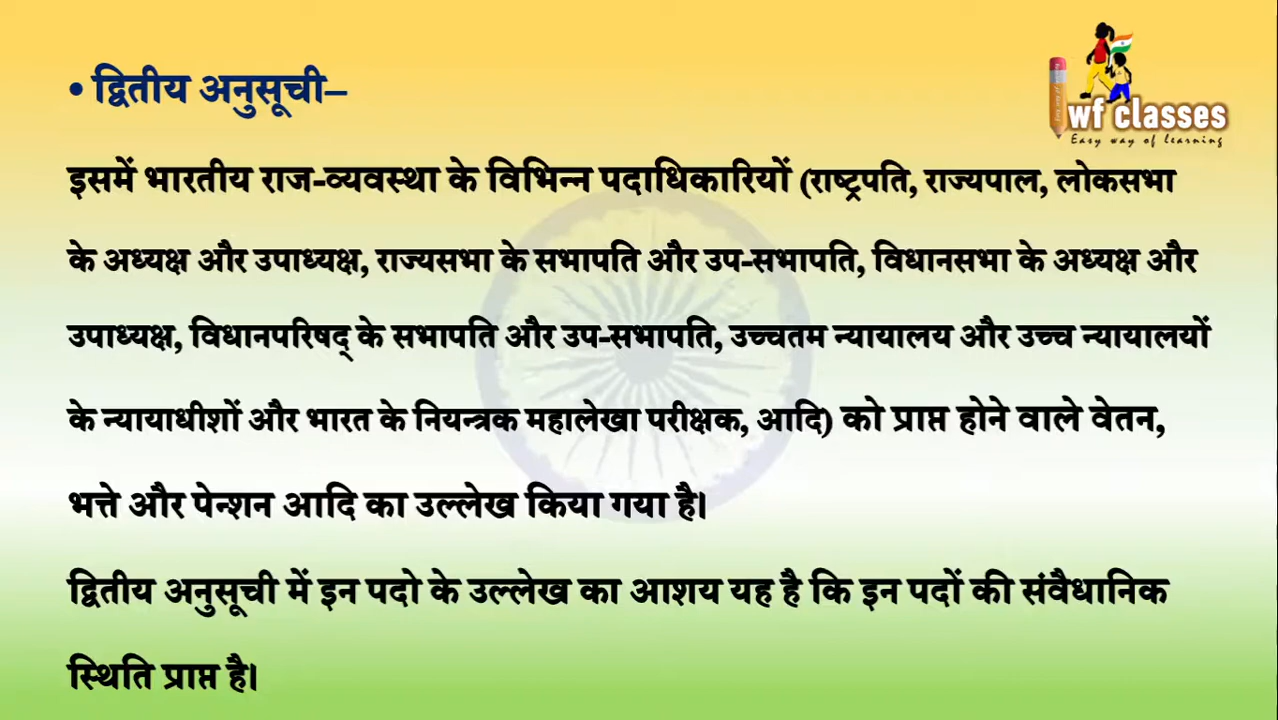 • द्वितीय अनुसूची–
wf classes
Easy way of learning
इसमें भारतीय राज-व्यवस्था के विभिन्न पदाधिकारियों (राष्ट्रपति, राज्यपाल, लोकसभा
के अध्यक्ष और उपाध्यक्ष, राज्यसभा के सभापति और उप-सभापति, विधानसभा के अध्यक्ष और
उपाध्यक्ष, विधानपरिषद् के सभापति और उप-सभापति, उच्चतम न्यायालय और उच्च न्यायालयों
के न्यायाधीशों और भारत के नियन्त्रक महालेखा परीक्षक, आदि) को प्राप्त होने वाले वेतन,
भत्ते और पेन्शन आदि का उल्लेख किया गया है।
द्वितीय अनुसूची में इन पदो के उल्लेख का आशय यह है कि इन पदों की संवैधानिक
स्थिति प्राप्त है।